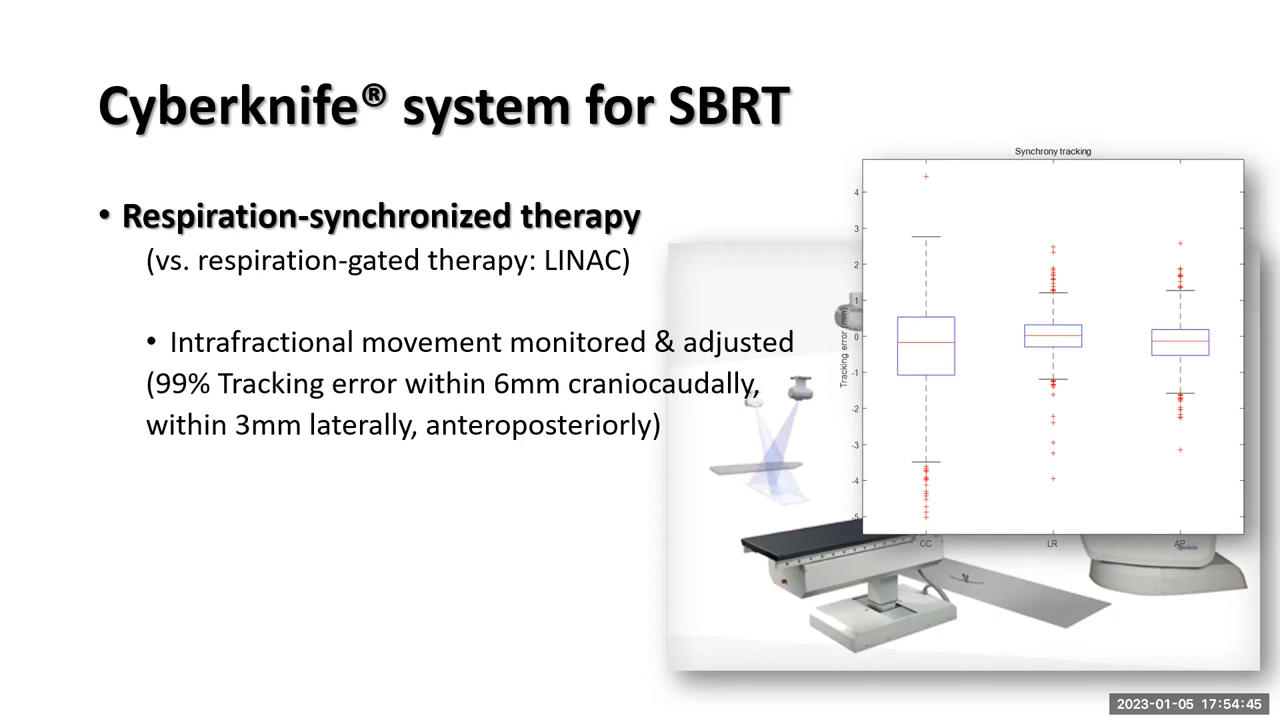 Cyberknife® system for SBRT
• Respiration-synchronized therapy
(vs. respiration-gated therapy: LINAC)
• Intrafractional movement monitored & adjusted
(99% Tracking error within 6mm craniocaudally,
within 3mm laterally, anteroposteriorly)
Synchrony tracking
Tracking error (mm)
4
3
2
1
0
-1
-2
-3
-4
-5
CC
LR
AP
2023-01-05 17:54:45